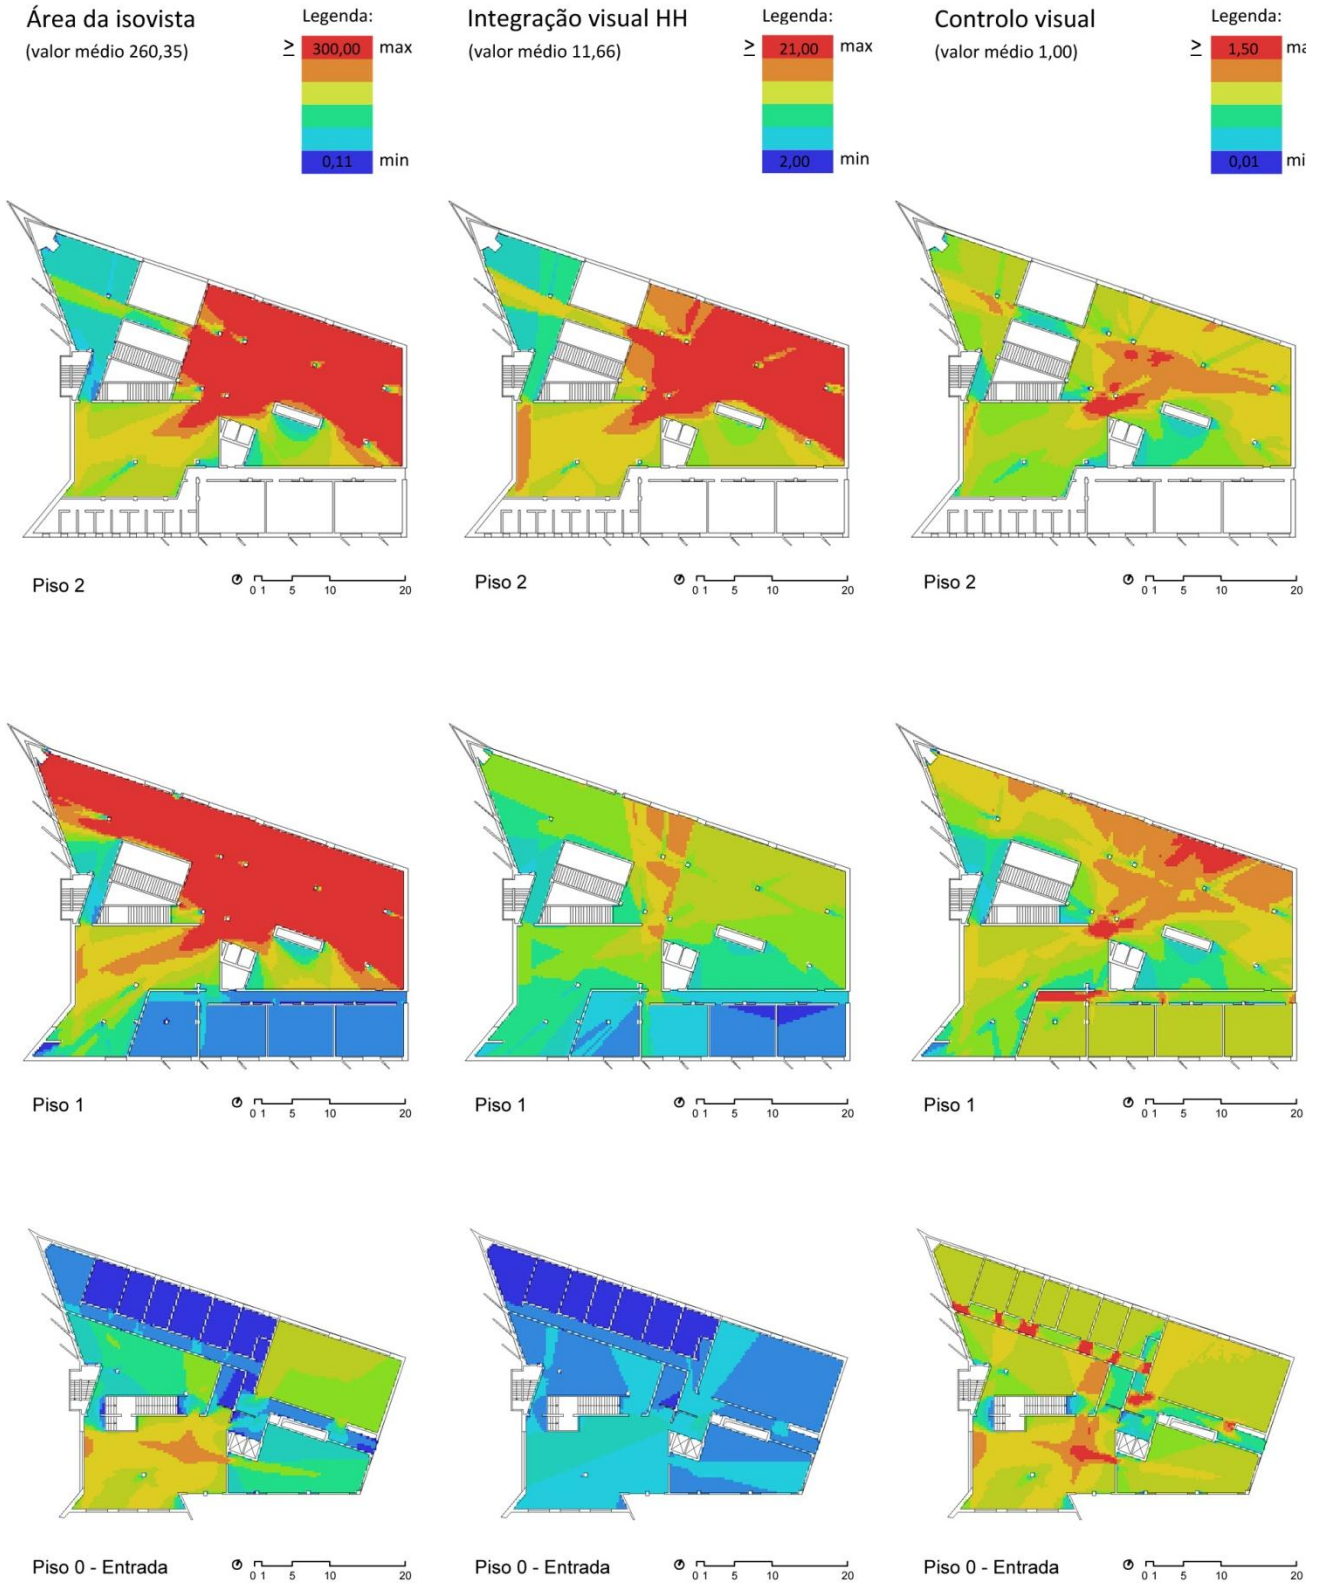 Área da isovista
(valor médio 260,35)
Legenda:
≥ 300,00 max
0,11 min
Integração visual HH
(valor médio 11,66)
Legenda:
≥ 21,00 max
2,00 min
Controlo visual
(valor médio 1,00)
Legenda:
≥ 1,50 ma
0,01 mi
Piso 2
0 1 5 10 20
Piso 2
0 1 5 10 20
Piso 2
0 1 5 10 20
Piso 1
0 1 5 10 20
Piso 1
0 1 5 10 20
Piso 1
0 1 5 10 20
Piso 0 - Entrada
0 1 5 10 20
Piso 0 - Entrada
0 1 5 10 20
Piso 0 - Entrada
0 1 5 10 20